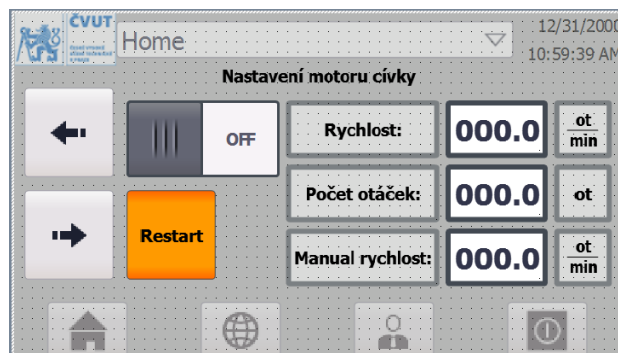 ČVUT
Home
12/31/2000
10:59:39 AM
Nastavení motoru cívky
OFF
Rychlost:
000.0
ot
min
Počet otáček:
000.0
ot
Restart
Manual rychlost:
000.0
ot
min